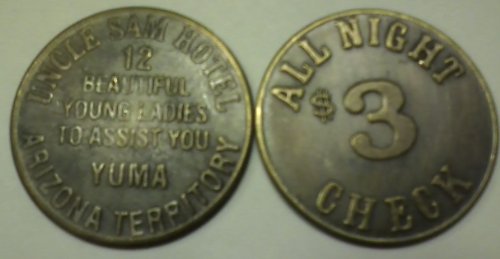 UNCLE SAM HOTEL
12
BEAUTIFUL
YOUNG LADIES
TO ASSIST YOU
YUMA
ARIZONA TERRITORY
ALL NIGHT
$3
CHECK